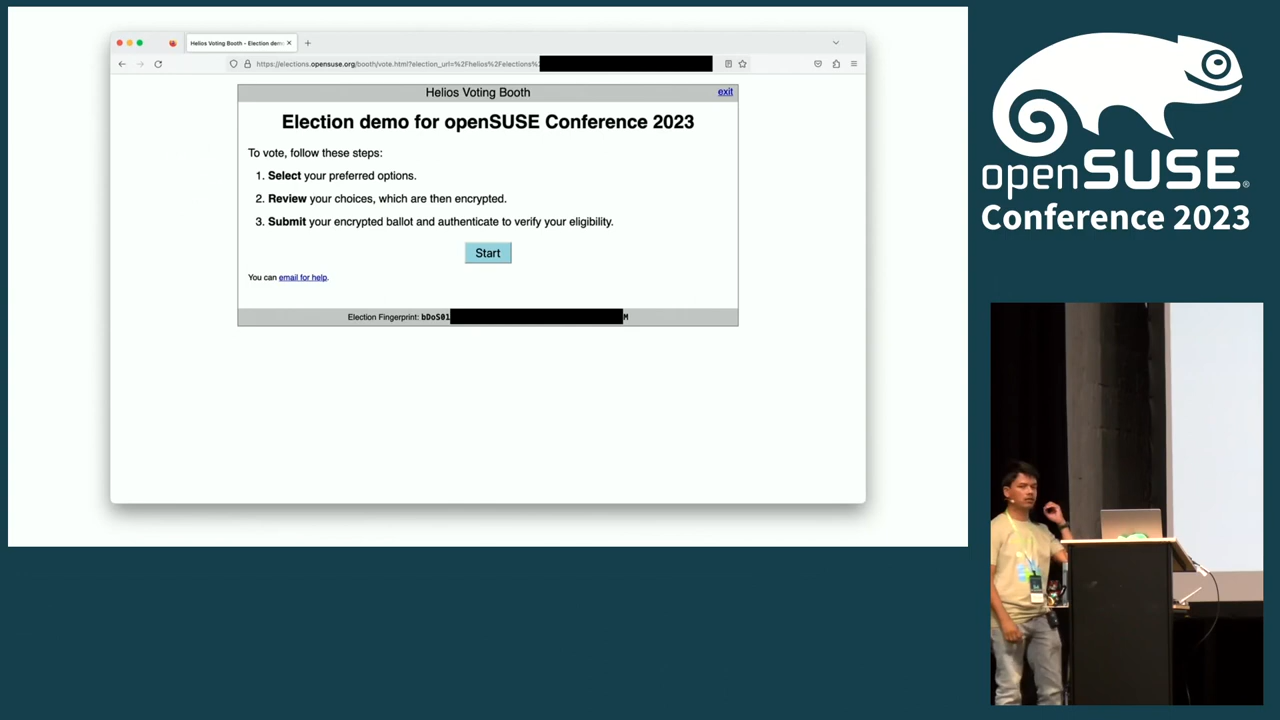 Helios Voting Booth - Election dem
https://elections.opensuse.org/booth/vote.html?election_url=%2Fhelios%2Felections%2
Helios Voting Booth
exit
Election demo for openSUSE Conference 2023
To vote, follow these steps:
1. Select your preferred options.
2. Review your choices, which are then encrypted.
3. Submit your encrypted ballot and authenticate to verify your eligibility.
Start
You can email for help.
Election Fingerprint: bDoS01 M
openSUSE®
Conference 2023